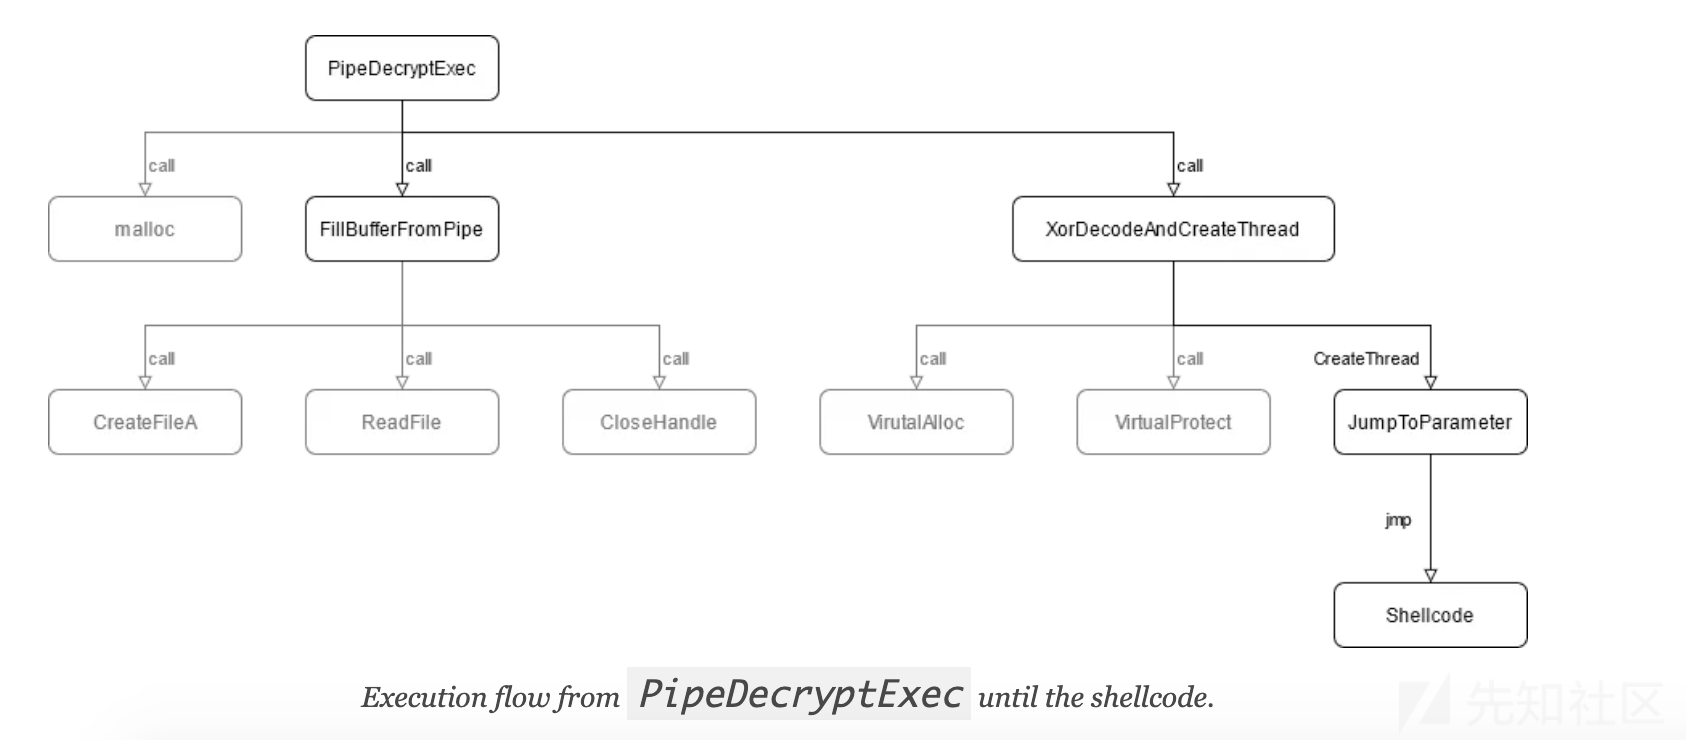 PipeDecryptExec
call
call
call
malloc
FillBufferFromPipe
XorDecodeAndCreateThread
call
call
call
call
call
CreateThread
CreateFileA
ReadFile
CloseHandle
VirutalAlloc
VirtualProtect
JumpToParameter
jmp
Shellcode
Execution flow from PipeDecryptExec until the shellcode.
先知社区